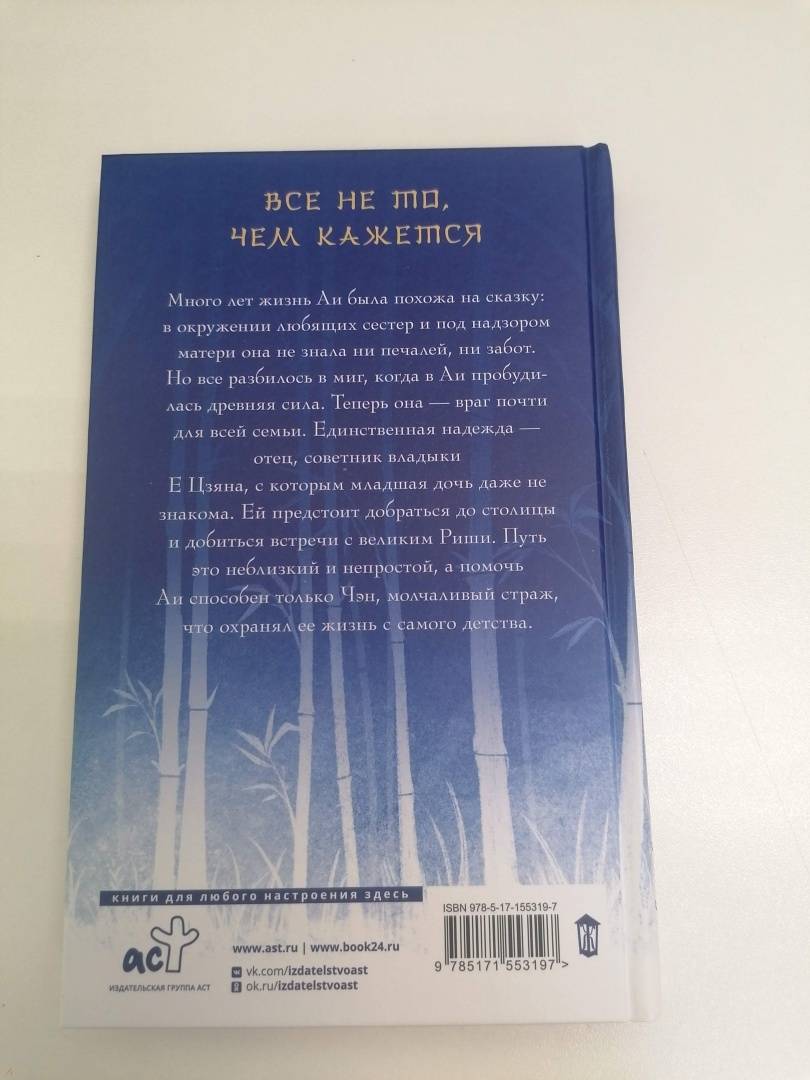 ВСЕ НЕ ТО,
ЧЕМ КАЖЕТСЯ
Много лет жизнь Аи была похожа на сказку:
в окружении любящих сестер и под надзором
матери она не знала ни печалей, ни забот.
Но все разбилось в миг, когда в Аи пробуди-
лась древняя сила. Теперь она — враг почти
для всей семьи. Единственная надежда —
отец, советник владыки
Е Цзяна, с которым младшая дочь даже не
знакома. Ей предстоит добраться до столицы
и добиться встречи с великим Риши. Путь
это неблизкий и непростой, а помочь
Аи способен только Чэн, молчаливый страж,
что охранял ее жизнь с самого детства.
книги для любого настроения здесь
аст
ИЗДАТЕЛЬСКАЯ ГРУППА АСТ
www.ast.ru | www.book24.ru
vk.com/izdatelstvoast
ok.ru/izdatelstvoast
ISBN 978-5-17-155319-7
9 785171 553197>